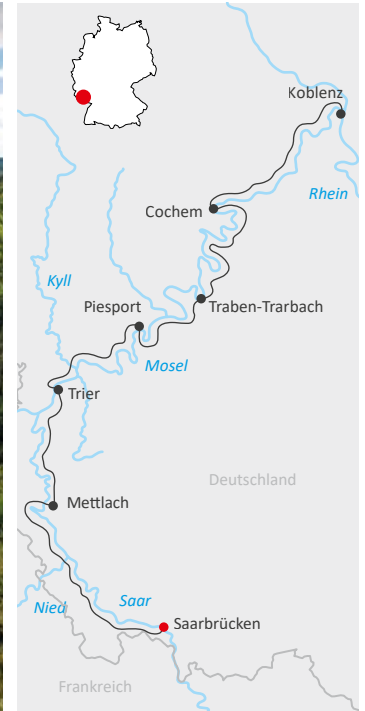 Koblenz
Rhein
Cochem
Kyll
Piesport
Traben-Trarbach
Mosel
Trier
Deutschland
Mettlach
Nied
Saar
Saarbrücken
Frankreich